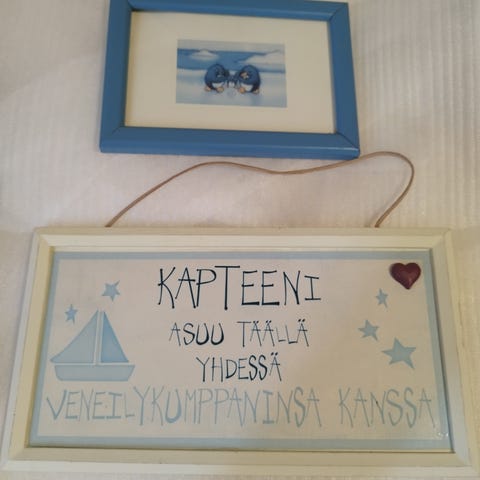 KAPTEENI
ASUU TÄÄLLÄ
YHDESSÄ
VENEILYKUMPPANINSA KANSSA